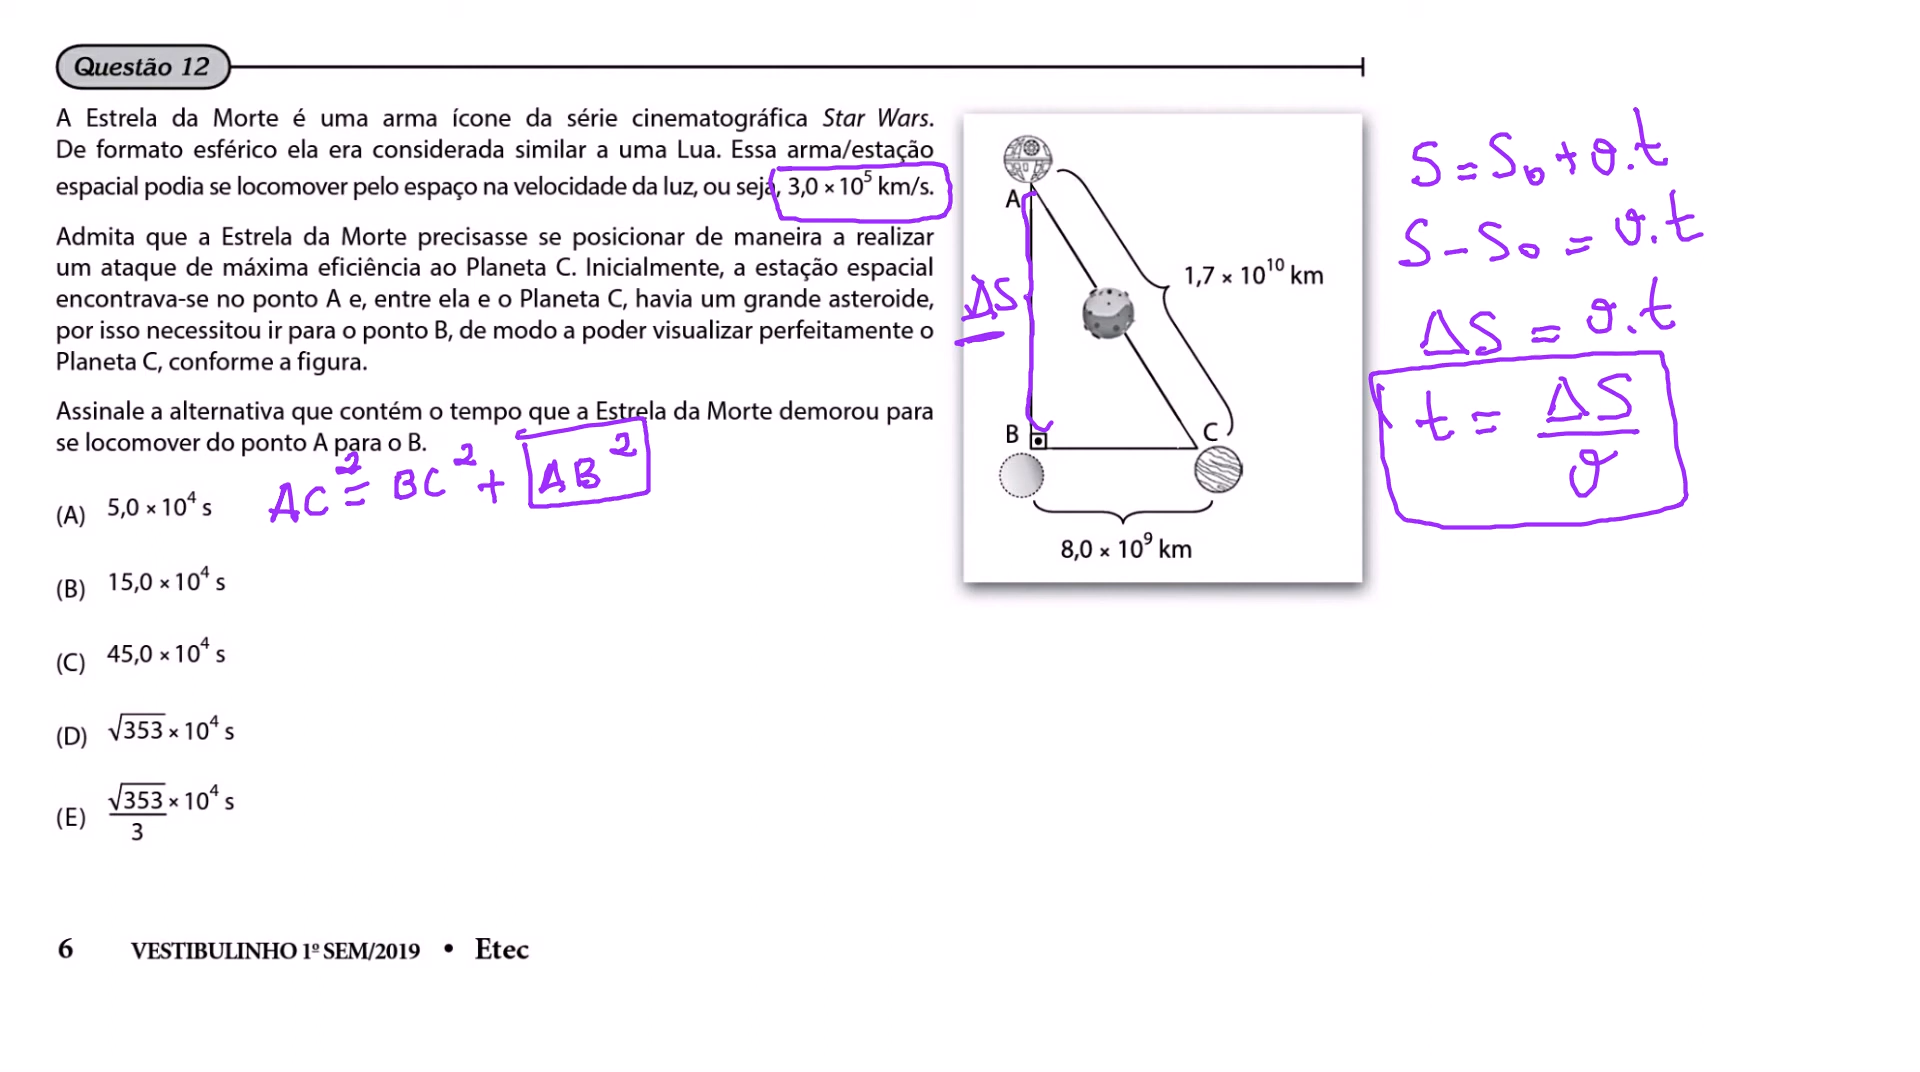 Questão 12
A Estrela da Morte é uma arma ícone da série cinematográfica Star Wars.
De formato esférico ela era considerada similar a uma Lua. Essa arma/estação
espacial podia se locomover pelo espaço na velocidade da luz, ou seja, 3,0 × 10⁵ km/s.
Admita que a Estrela da Morte precisasse se posicionar de maneira a realizar
um ataque de máxima eficiência ao Planeta C. Inicialmente, a estação espacial
encontrava-se no ponto A e, entre ela e o Planeta C, havia um grande asteroide,
por isso necessitou ir para o ponto B, de modo a poder visualizar perfeitamente o
Planeta C, conforme a figura.
Assinale a alternativa que contém o tempo que a Estrela da Morte demorou para
se locomover do ponto A para o B.
AC² = BC² + AB²
(A) 5,0 × 10⁴ s
(B) 15,0 × 10⁴ s
(C) 45,0 × 10⁴ s
(D) √353 × 10⁴ s
(E) √353/3 × 10⁴ s
A
ΔS
1,7 × 10¹⁰ km
B
C
8,0 × 10⁹ km
S = S₀ + v.t
S - S₀ = v.t
ΔS = v.t
t = ΔS/v
6 VESTIBULINHO 1º SEM/2019 • Etec